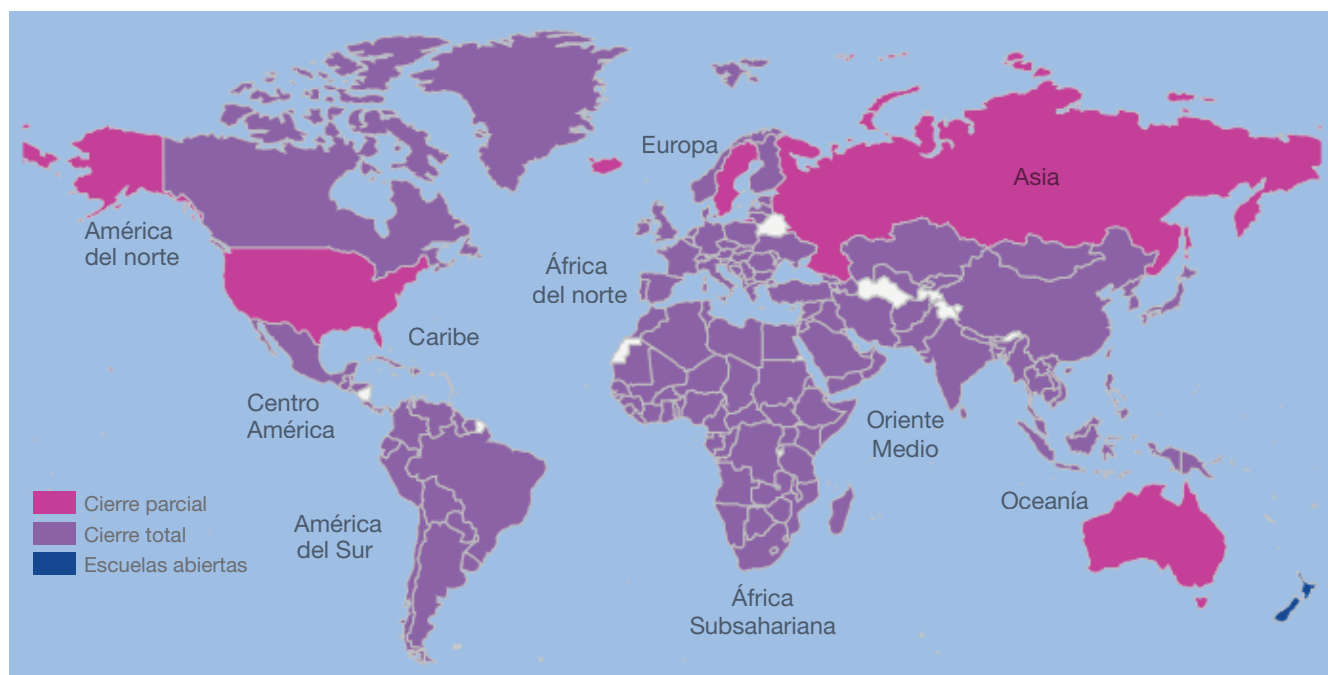 Europa
Asia
América
del norte
África
del norte
Caribe
Centro
América
Oriente
Medio
Oceanía
América
del Sur
África
Subsahariana
Cierre parcial
Cierre total
Escuelas abiertas